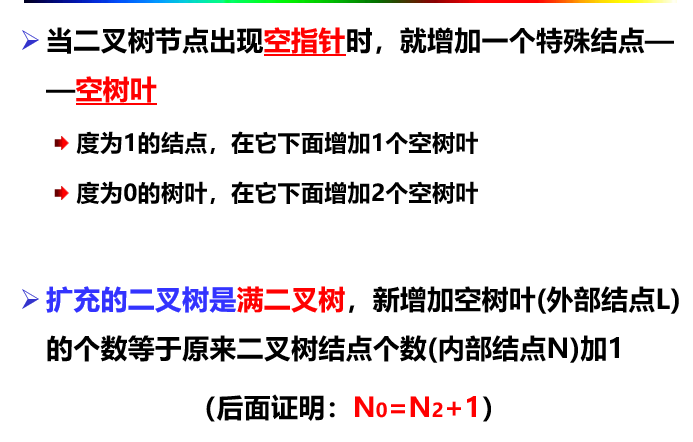 当二叉树节点出现空指针时，就增加一个特殊结点—
—空树叶
度为1的结点，在它下面增加1个空树叶
度为0的树叶，在它下面增加2个空树叶
扩充的二叉树是满二叉树，新增加空树叶(外部结点L)
的个数等于原来二叉树结点个数(内部结点N)加1
（后面证明：N0=N2+1）